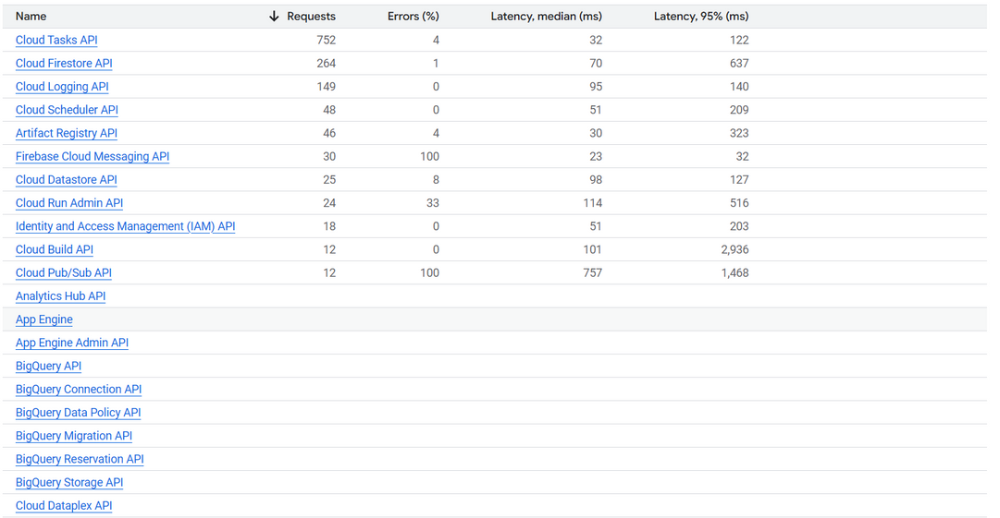 Name ↓ Requests Errors (%) Latency, median (ms) Latency, 95% (ms)
Cloud Tasks API 752 4 32 122
Cloud Firestore API 264 1 70 637
Cloud Logging API 149 0 95 140
Cloud Scheduler API 48 0 51 209
Artifact Registry API 46 4 30 323
Firebase Cloud Messaging API 30 100 23 32
Cloud Datastore API 25 8 98 127
Cloud Run Admin API 24 33 114 516
Identity and Access Management (IAM) API 18 0 51 203
Cloud Build API 12 0 101 2,936
Cloud Pub/Sub API 12 100 757 1,468
Analytics Hub API
App Engine
App Engine Admin API
BigQuery API
BigQuery Connection API
BigQuery Data Policy API
BigQuery Migration API
BigQuery Reservation API
BigQuery Storage API
Cloud Dataplex API